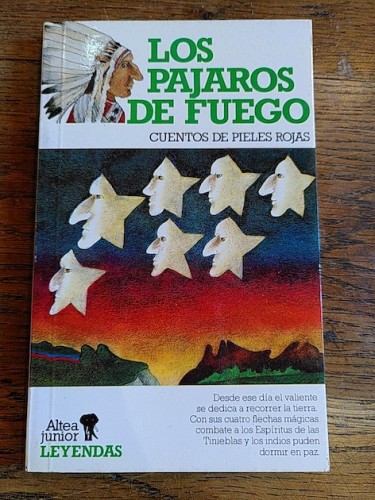 LOS
PAJAROS
DE FUEGO
CUENTOS DE PIELES ROJAS
Desde ese día el valiente
se dedica a recorrer la tierra.
Con sus cuatro flechas mágicas
combate a los Espíritus de las
Tinieblas y los indios puden
dormir en paz.
Altea
junior
LEYENDAS